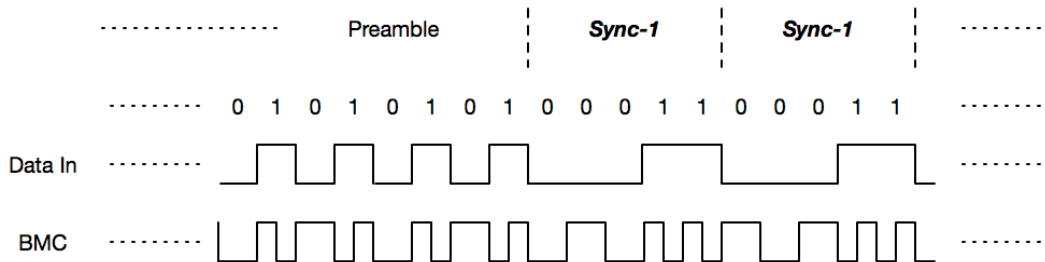 Preamble Sync-1 Sync-1
0 1 0 1 0 1 0 1 0 0 0 1 1 0 0 0 1 1
Data In
BMC